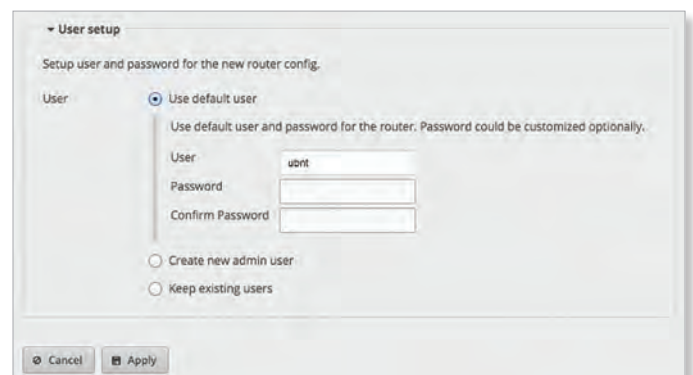 User setup
Setup user and password for the new router config.
User
Use default user
Use default user and password for the router. Password could be customized optionally.
User ubnt
Password
Confirm Password
Create new admin user
Keep existing users
Cancel Apply